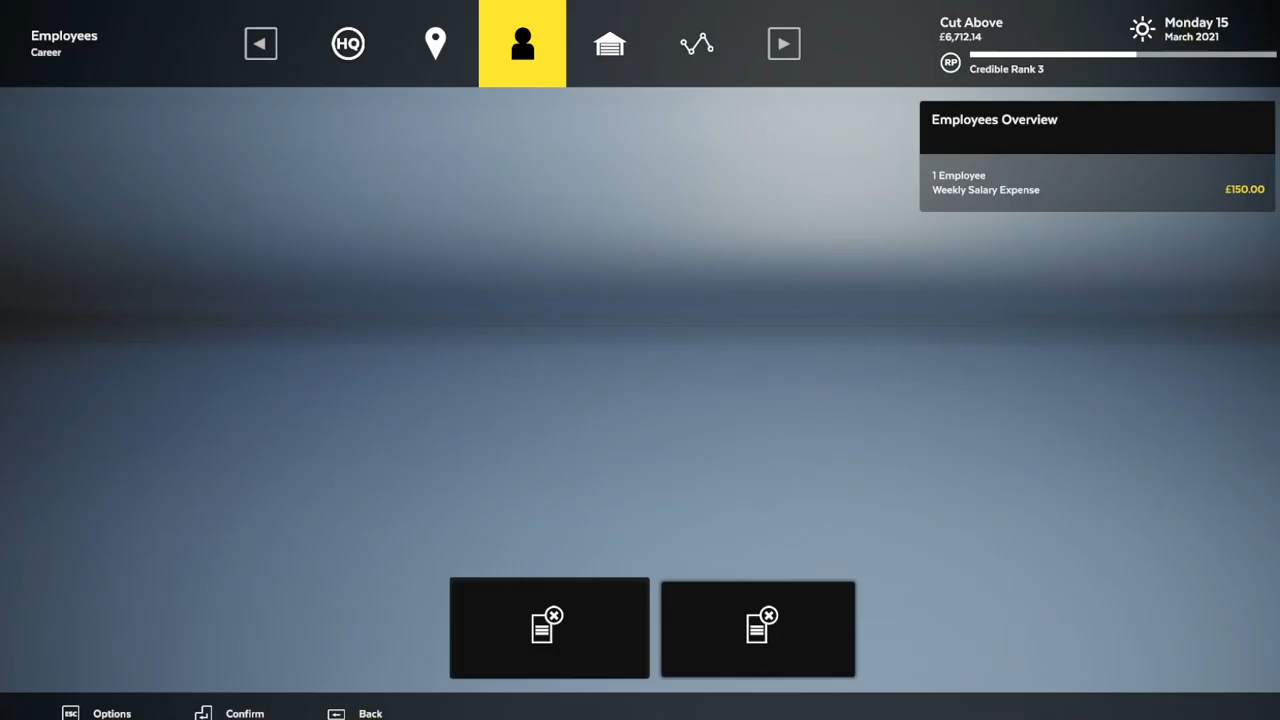 Employees
Career
HQ
Cut Above
£6,712.14
Monday 15
March 2021
RP
Credible Rank 3
Employees Overview
1 Employee
Weekly Salary Expense
£150.00
ESC Options
Confirm
Back